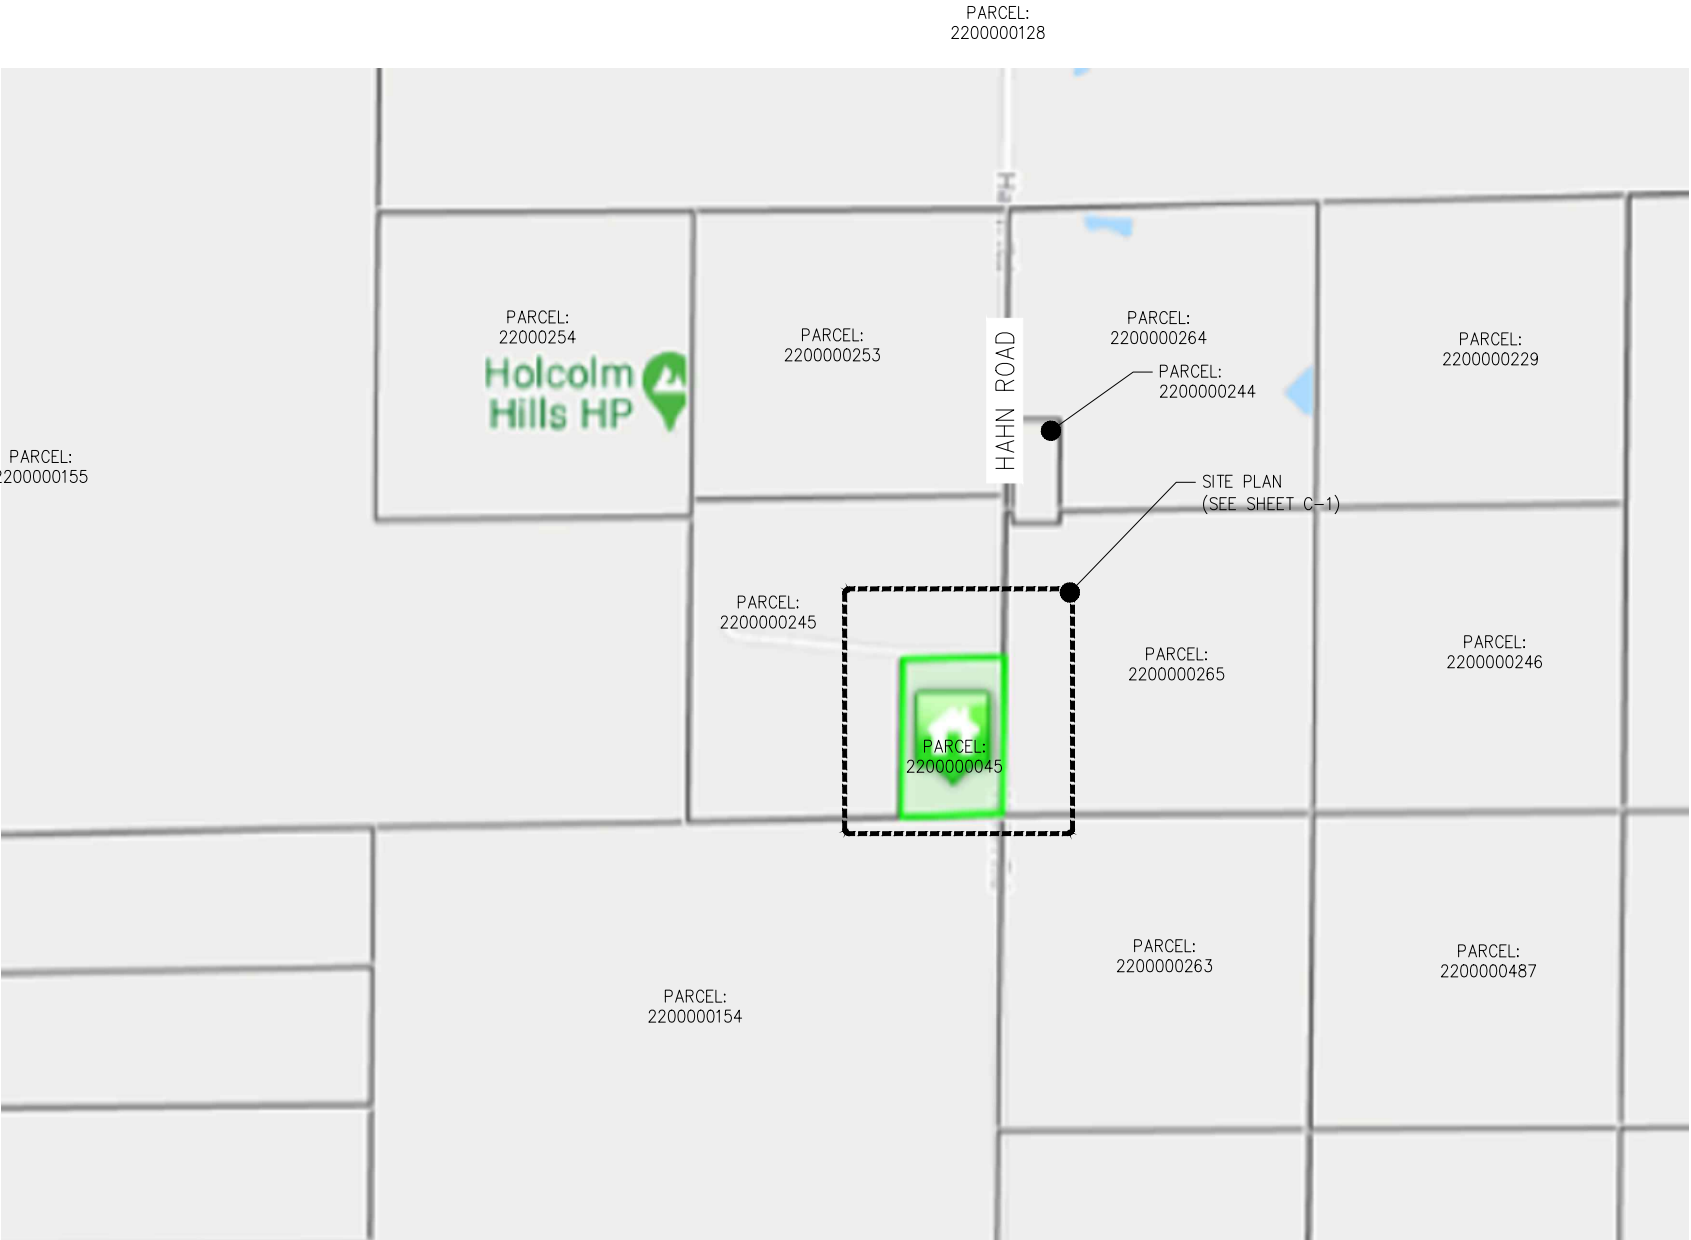 PARCEL:
2200000128
PARCEL:
22000254
Holcolm
Hills HP
PARCEL:
2200000253
HAHN ROAD
PARCEL:
2200000264
PARCEL:
2200000244
PARCEL:
2200000229
PARCEL:
2200000155
SITE PLAN
(SEE SHEET C-1)
PARCEL:
2200000245
PARCEL:
2200000265
PARCEL:
2200000246
PARCEL:
2200000045
PARCEL:
2200000154
PARCEL:
2200000263
PARCEL:
2200000487